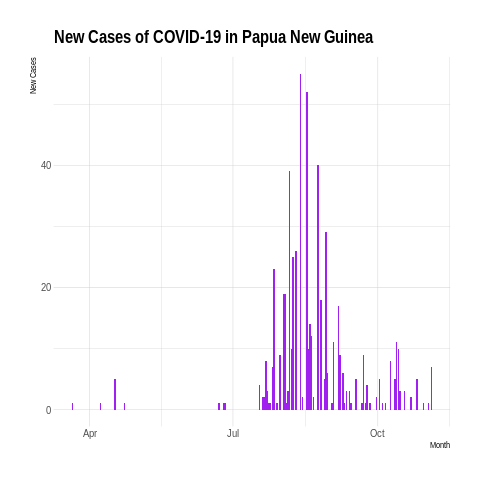 New Cases of COVID-19 in Papua New Guinea
New Cases
40
20
0
Apr Jul Oct
Month